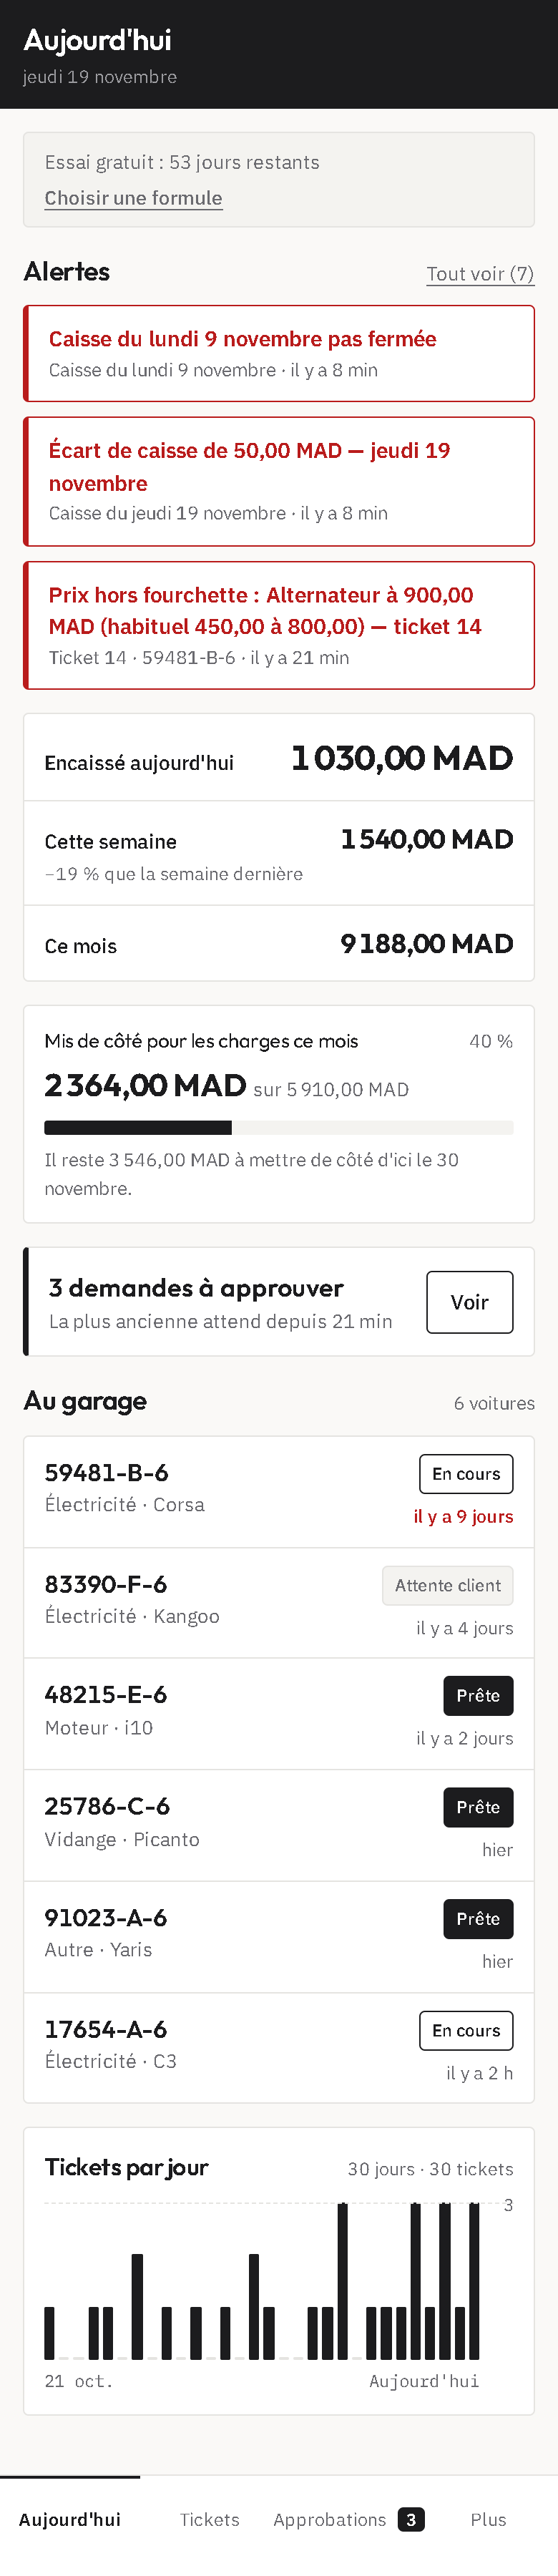 Aujourd'hui
jeudi 19 novembre
Essai gratuit : 53 jours restants
Choisir une formule
Alertes
Tout voir (7)
Caisse du lundi 9 novembre pas fermée
Caisse du lundi 9 novembre · il y a 8 min
Écart de caisse de 50,00 MAD — jeudi 19
novembre
Caisse du jeudi 19 novembre · il y a 8 min
Prix hors fourchette : Alternateur à 900,00
MAD (habituel 450,00 à 800,00) — ticket 14
Ticket 14 · 59481-B-6 · il y a 21 min
Encaissé aujourd'hui
1 030,00 MAD
Cette semaine
1 540,00 MAD
−19 % que la semaine dernière
Ce mois
9 188,00 MAD
Mis de côté pour les charges ce mois
40 %
2 364,00 MAD sur 5 910,00 MAD
Il reste 3 546,00 MAD à mettre de côté d'ici le 30
novembre.
3 demandes à approuver
La plus ancienne attend depuis 21 min
Voir
Au garage
6 voitures
59481-B-6
En cours
Électricité · Corsa
il y a 9 jours
83390-F-6
Attente client
Électricité · Kangoo
il y a 4 jours
48215-E-6
Prête
Moteur · i10
il y a 2 jours
25786-C-6
Prête
Vidange · Picanto
hier
91023-A-6
Prête
Autre · Yaris
hier
17654-A-6
En cours
Électricité · C3
il y a 2 h
Tickets par jour
30 jours · 30 tickets
3
21 oct.
Aujourd'hui
Aujourd'hui
Tickets
Approbations 3
Plus